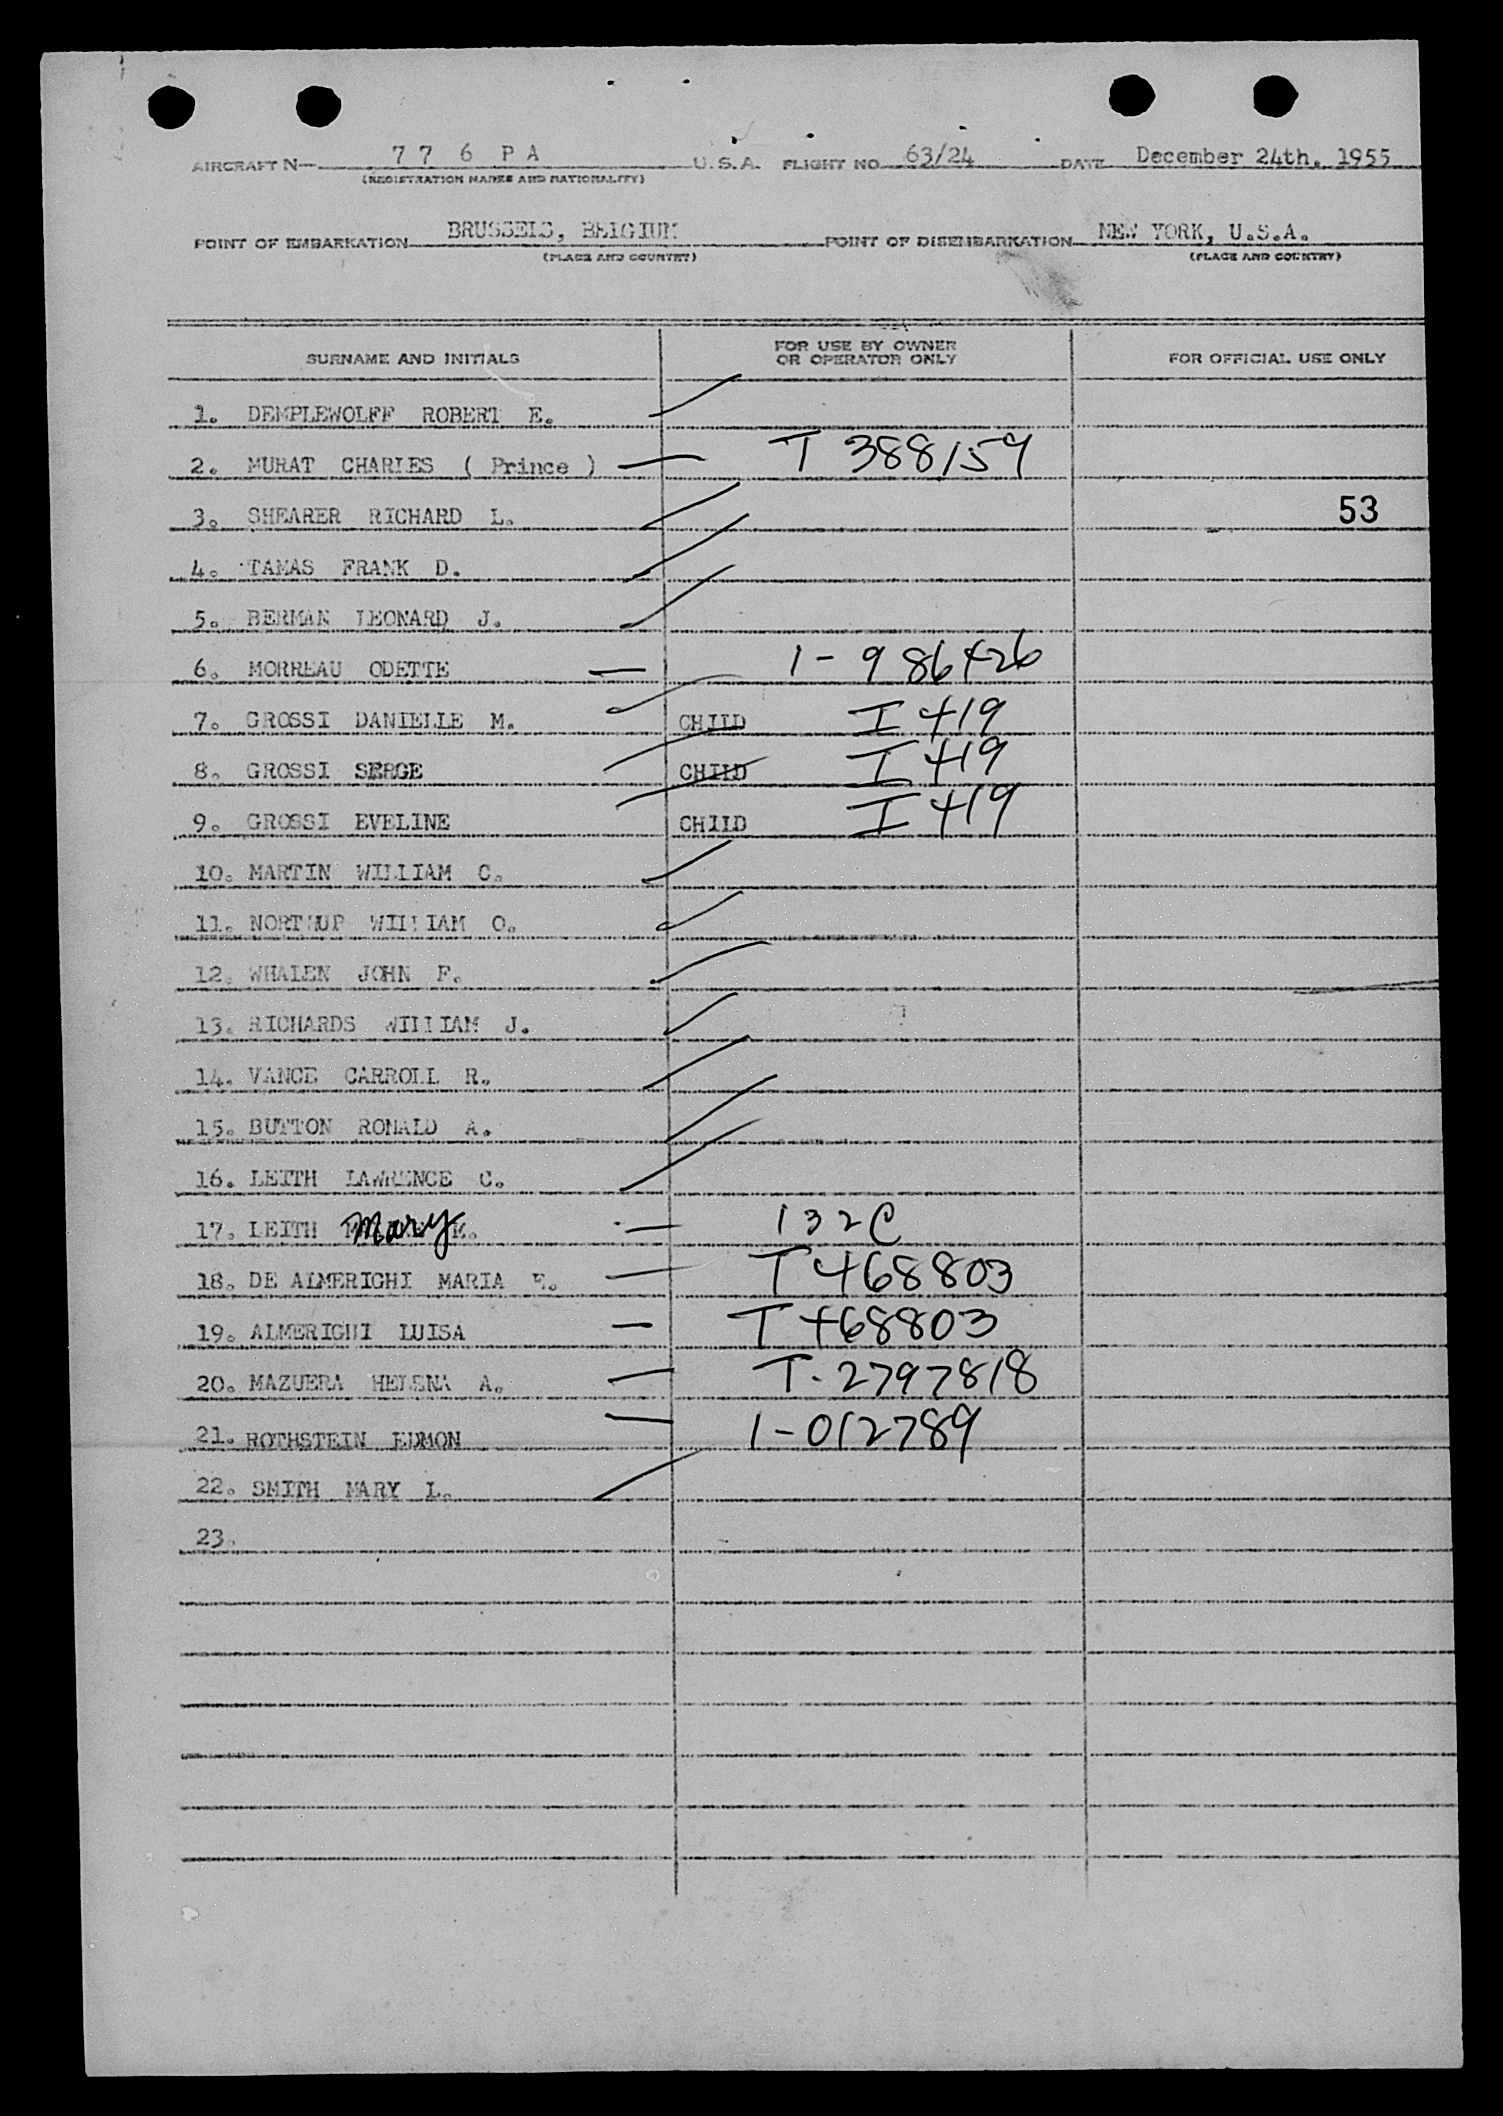 AIRCRAFT N— 7 7 6 P A U.S.A. FLIGHT NO 63/24 DATE December 24th. 1955
(REGISTRATION MARKS AND NATIONALITY)
POINT OF EMBARKATION BRUSSELS, BELGIUM POINT OF DISEMBARKATION NEW YORK, U.S.A.
(PLACE AND COUNTRY) (PLACE AND COUNTRY)
SURNAME AND INITIALS FOR USE BY OWNER OR OPERATOR ONLY FOR OFFICIAL USE ONLY
1. DEMPLEWOLFF ROBERT E.
2. MURAT CHARLES ( Prince ) T 388159
3. SHEARER RICHARD L. 53
4. TAMAS FRANK D.
5. BERMAN LEONARD J.
6. MORREAU ODETTE 1-986426
7. GROSSI DANIELLE M. CHILD I 419
8. GROSSI SERGE CHILD I 419
9. GROSSI EVELINE CHILD I 419
10. MARTIN WILLIAM C.
11. NORTHUP WILLIAM O.
12. WHALEN JOHN F.
13. RICHARDS WILLIAM J.
14. VANCE CARROLL R.
15. BUTTON RONALD A.
16. LEITH LAWRENCE C.
17. LEITH Mary E. 132C
18. DE ALMERIGHI MARIA E. T 468803
19. ALMERIGHI LUISA T 468803
20. MAZUERA HELENA A. T-2797818
21. ROTHSTEIN EDMON 1-012789
22. SMITH MARY L.
23.